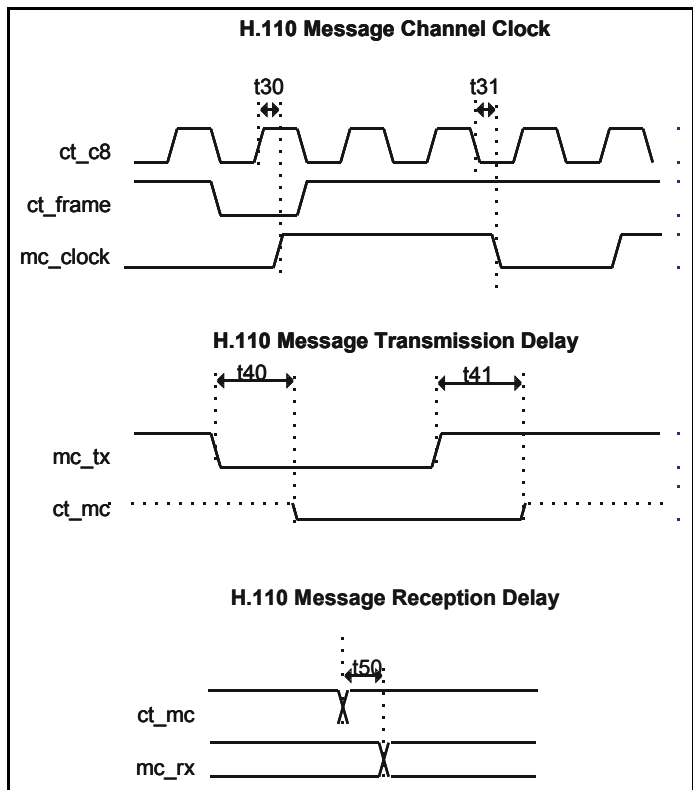 H.110 Message Channel Clock
t30
t31
ct_c8
ct_frame
mc_clock
H.110 Message Transmission Delay
t40
t41
mc_tx
ct_mc
H.110 Message Reception Delay
t50
ct_mc
mc_rx